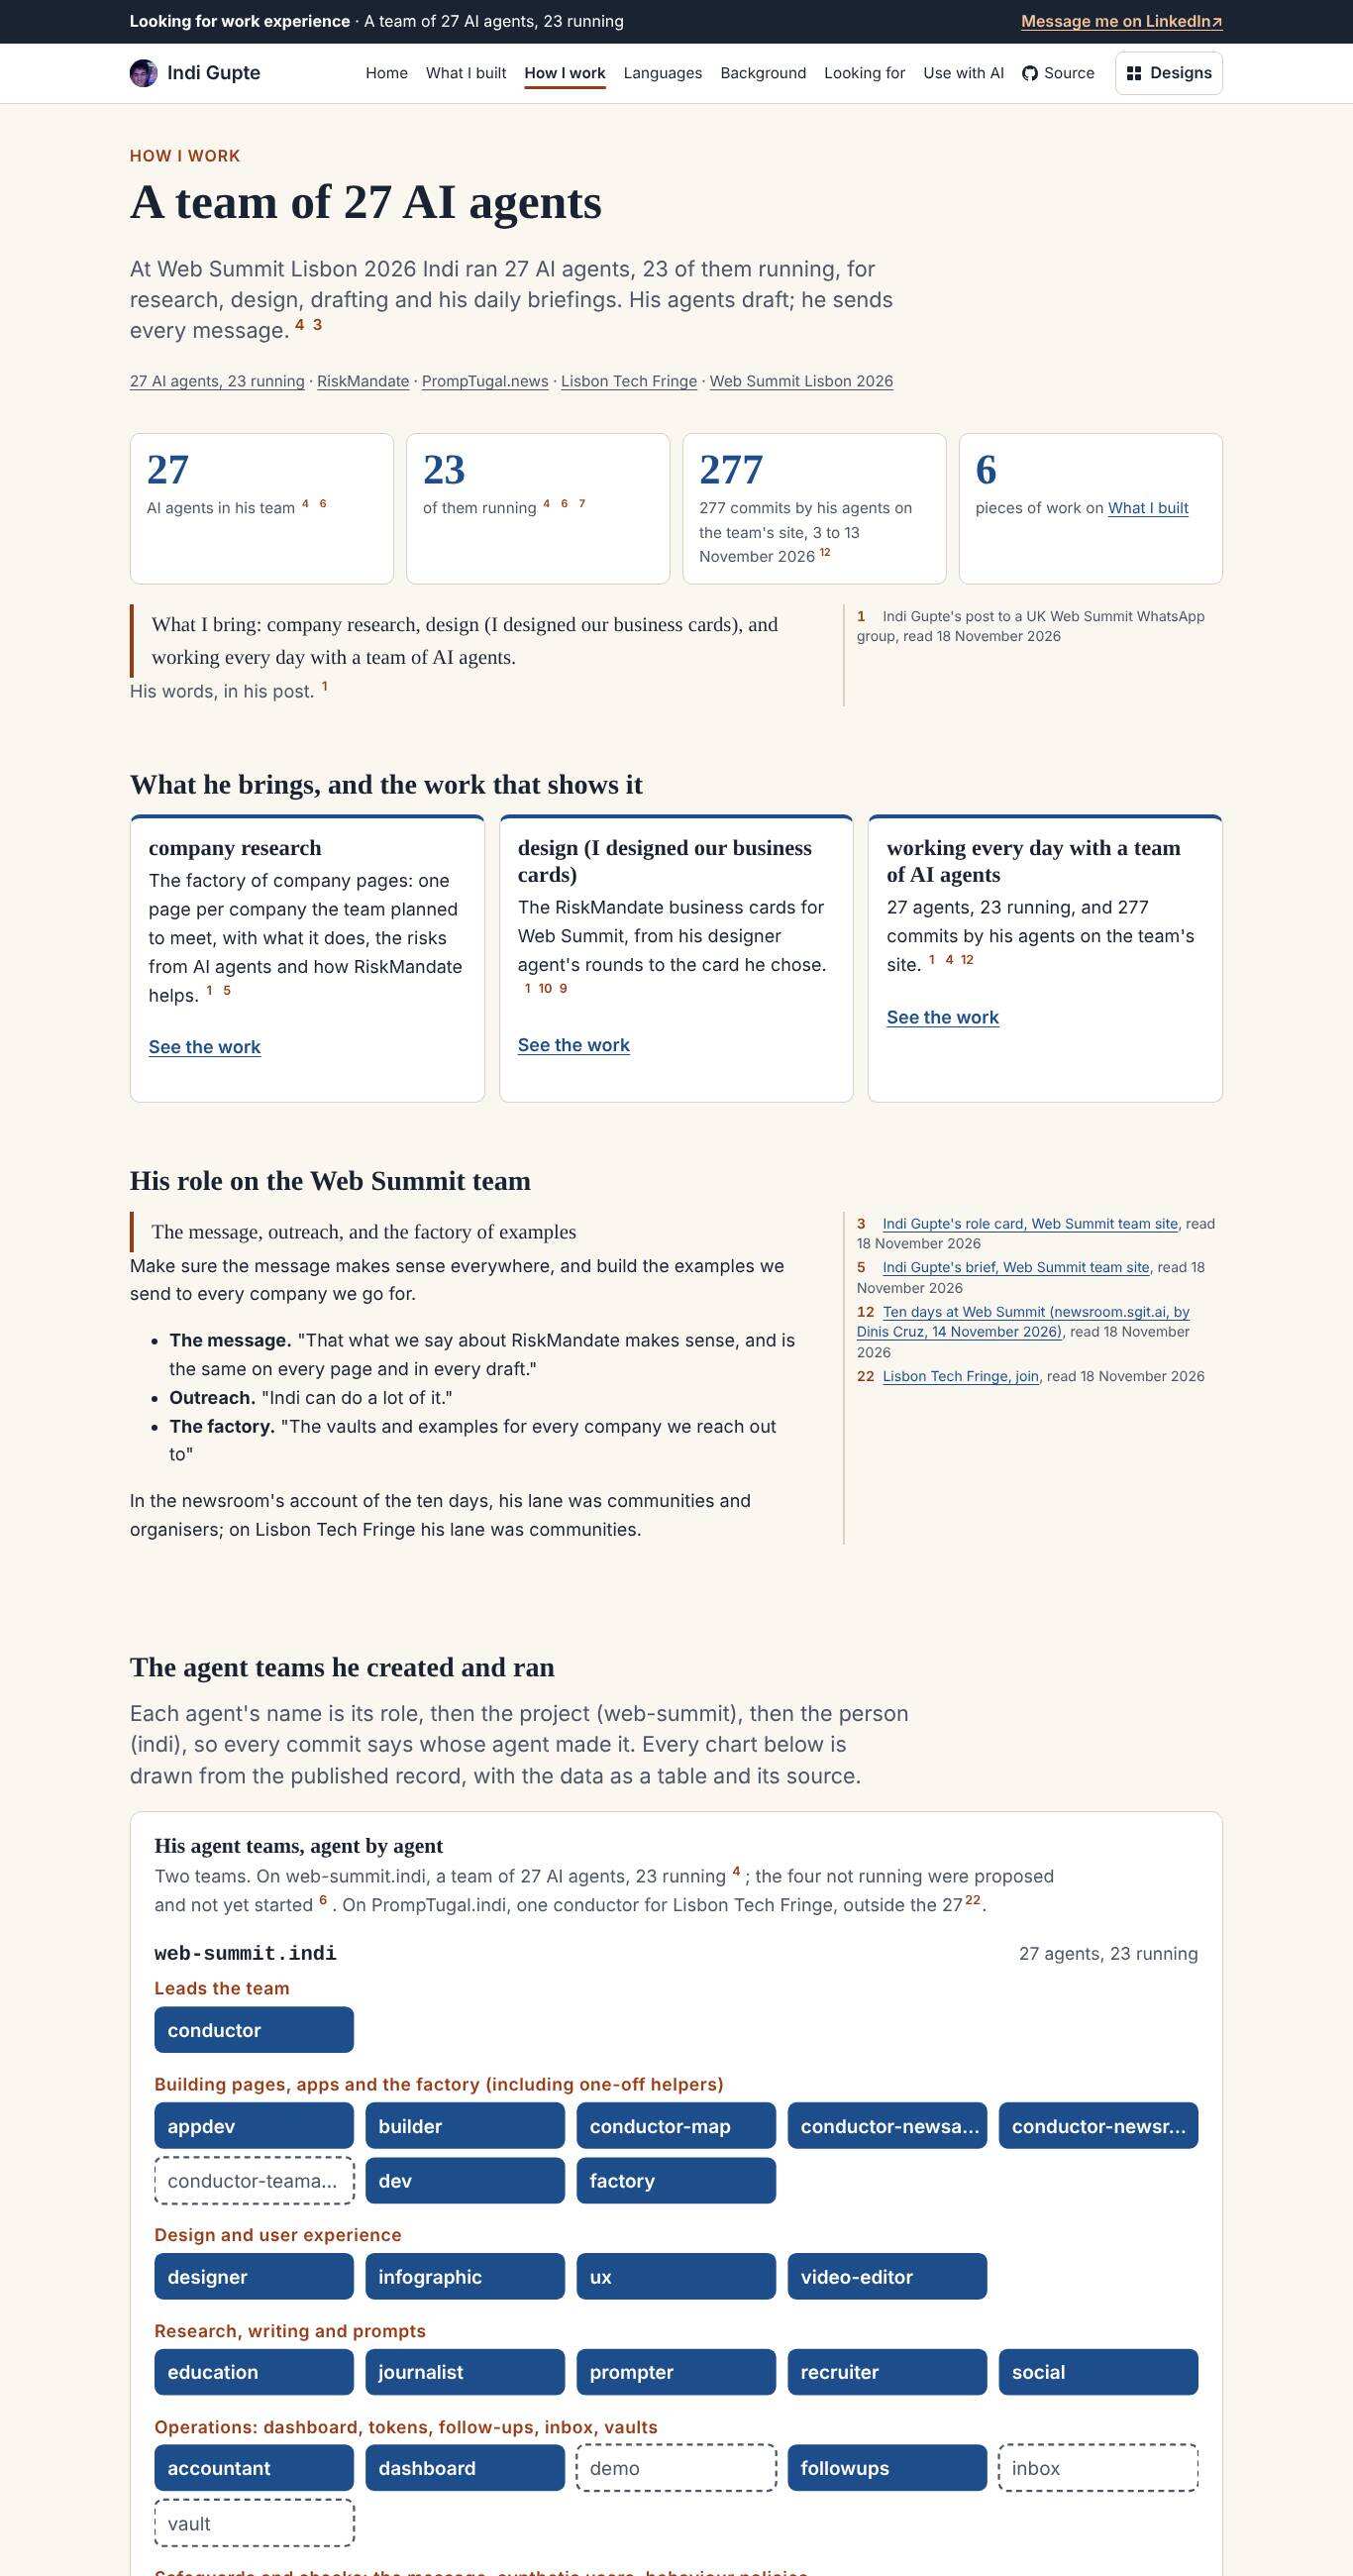 Looking for work experience · A team of 27 AI agents, 23 running
Message me on LinkedIn↗
Indi Gupte
Home What I built How I work Languages Background Looking for Use with AI Source Designs
HOW I WORK
A team of 27 AI agents
At Web Summit Lisbon 2026 Indi ran 27 AI agents, 23 of them running, for
research, design, drafting and his daily briefings. His agents draft; he sends
every message. 4 3
27 AI agents, 23 running · RiskMandate · PrompTugal.news · Lisbon Tech Fringe · Web Summit Lisbon 2026
27
AI agents in his team 4 6
23
of them running 4 6 7
277
277 commits by his agents on
the team's site, 3 to 13
November 2026 12
6
pieces of work on What I built
What I bring: company research, design (I designed our business cards), and
working every day with a team of AI agents.
His words, in his post. 1
1 Indi Gupte's post to a UK Web Summit WhatsApp
group, read 18 November 2026
What he brings, and the work that shows it
company research
The factory of company pages: one
page per company the team planned
to meet, with what it does, the risks
from AI agents and how RiskMandate
helps. 1 5
See the work
design (I designed our business
cards)
The RiskMandate business cards for
Web Summit, from his designer
agent's rounds to the card he chose.
1 10 9
See the work
working every day with a team
of AI agents
27 agents, 23 running, and 277
commits by his agents on the team's
site. 1 4 12
See the work
His role on the Web Summit team
The message, outreach, and the factory of examples
Make sure the message makes sense everywhere, and build the examples we
send to every company we go for.
• The message. "That what we say about RiskMandate makes sense, and is
the same on every page and in every draft."
• Outreach. "Indi can do a lot of it."
• The factory. "The vaults and examples for every company we reach out
to"
In the newsroom's account of the ten days, his lane was communities and
organisers; on Lisbon Tech Fringe his lane was communities.
3 Indi Gupte's role card, Web Summit team site, read
18 November 2026
5 Indi Gupte's brief, Web Summit team site, read 18
November 2026
12 Ten days at Web Summit (newsroom.sgit.ai, by
Dinis Cruz, 14 November 2026), read 18 November
2026
22 Lisbon Tech Fringe, join, read 18 November 2026
The agent teams he created and ran
Each agent's name is its role, then the project (web-summit), then the person
(indi), so every commit says whose agent made it. Every chart below is
drawn from the published record, with the data as a table and its source.
His agent teams, agent by agent
Two teams. On web-summit.indi, a team of 27 AI agents, 23 running 4 ; the four not running were proposed
and not yet started 6 . On PrompTugal.indi, one conductor for Lisbon Tech Fringe, outside the 27 22.
web-summit.indi
27 agents, 23 running
Leads the team
conductor
Building pages, apps and the factory (including one-off helpers)
appdev builder conductor-map conductor-newsa... conductor-newsr...
conductor-teama... dev factory
Design and user experience
designer infographic ux video-editor
Research, writing and prompts
education journalist prompter recruiter social
Operations: dashboard, tokens, follow-ups, inbox, vaults
accountant dashboard demo followups inbox
vault